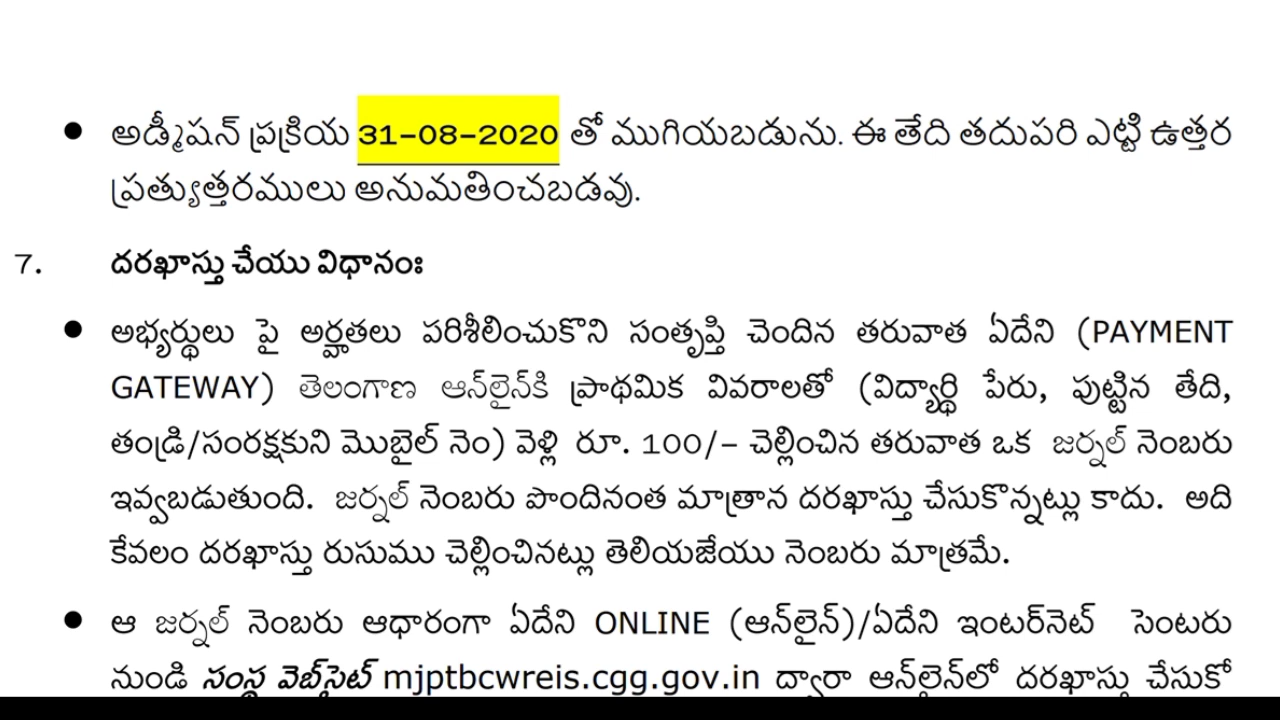 ● అడ్మీషన్ ప్రక్రియ 31-08-2020 తో ముగియబడును. ఈ తేది తదుపరి ఎట్టి ఉత్తర
ప్రత్యుత్తరములు అనుమతించబడవు.
7. దరఖాస్తు చేయు విధానంః
● అభ్యర్థులు పై అర్హతలు పరిశీలించుకొని సంతృప్తి చెందిన తరువాత ఏదేని (PAYMENT
GATEWAY) తెలంగాణ ఆన్‌లైన్‌కి ప్రాథమిక వివరాలతో (విద్యార్థి పేరు, పుట్టిన తేది,
తండ్రి/సంరక్షకుని మొబైల్ నెం) వెళ్లి రూ. 100/- చెల్లించిన తరువాత ఒక జర్నల్ నెంబరు
ఇవ్వబడుతుంది. జర్నల్ నెంబరు పొందినంత మాత్రాన దరఖాస్తు చేసుకొన్నట్లు కాదు. అది
కేవలం దరఖాస్తు రుసుము చెల్లించినట్లు తెలియజేయు నెంబరు మాత్రమే.
● ఆ జర్నల్ నెంబరు ఆధారంగా ఏదేని ONLINE (ఆన్‌లైన్)/ఏదేని ఇంటర్‌నెట్ సెంటరు
నుండి సంస్థ వెబ్‌సైట్ mjptbcwreis.cgg.gov.in ద్వారా ఆన్‌లైన్‌లో దరఖాస్తు చేసుకో